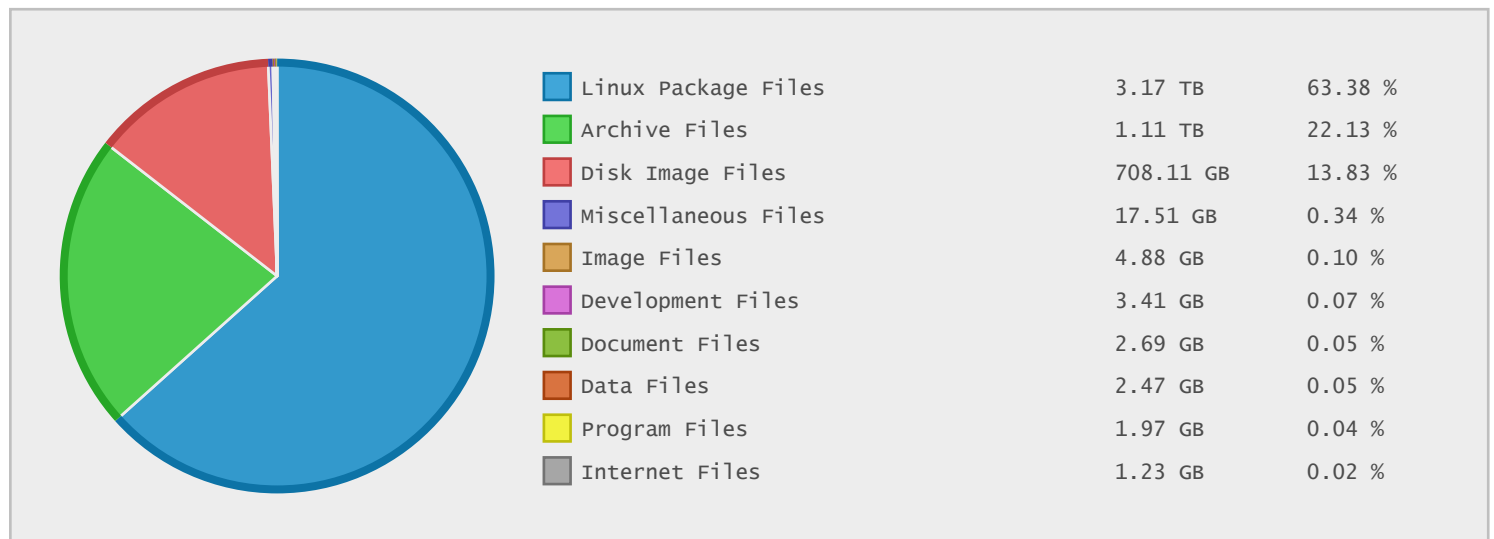 Linux Package Files 3.17 TB 63.38 %
Archive Files 1.11 TB 22.13 %
Disk Image Files 708.11 GB 13.83 %
Miscellaneous Files 17.51 GB 0.34 %
Image Files 4.88 GB 0.10 %
Development Files 3.41 GB 0.07 %
Document Files 2.69 GB 0.05 %
Data Files 2.47 GB 0.05 %
Program Files 1.97 GB 0.04 %
Internet Files 1.23 GB 0.02 %